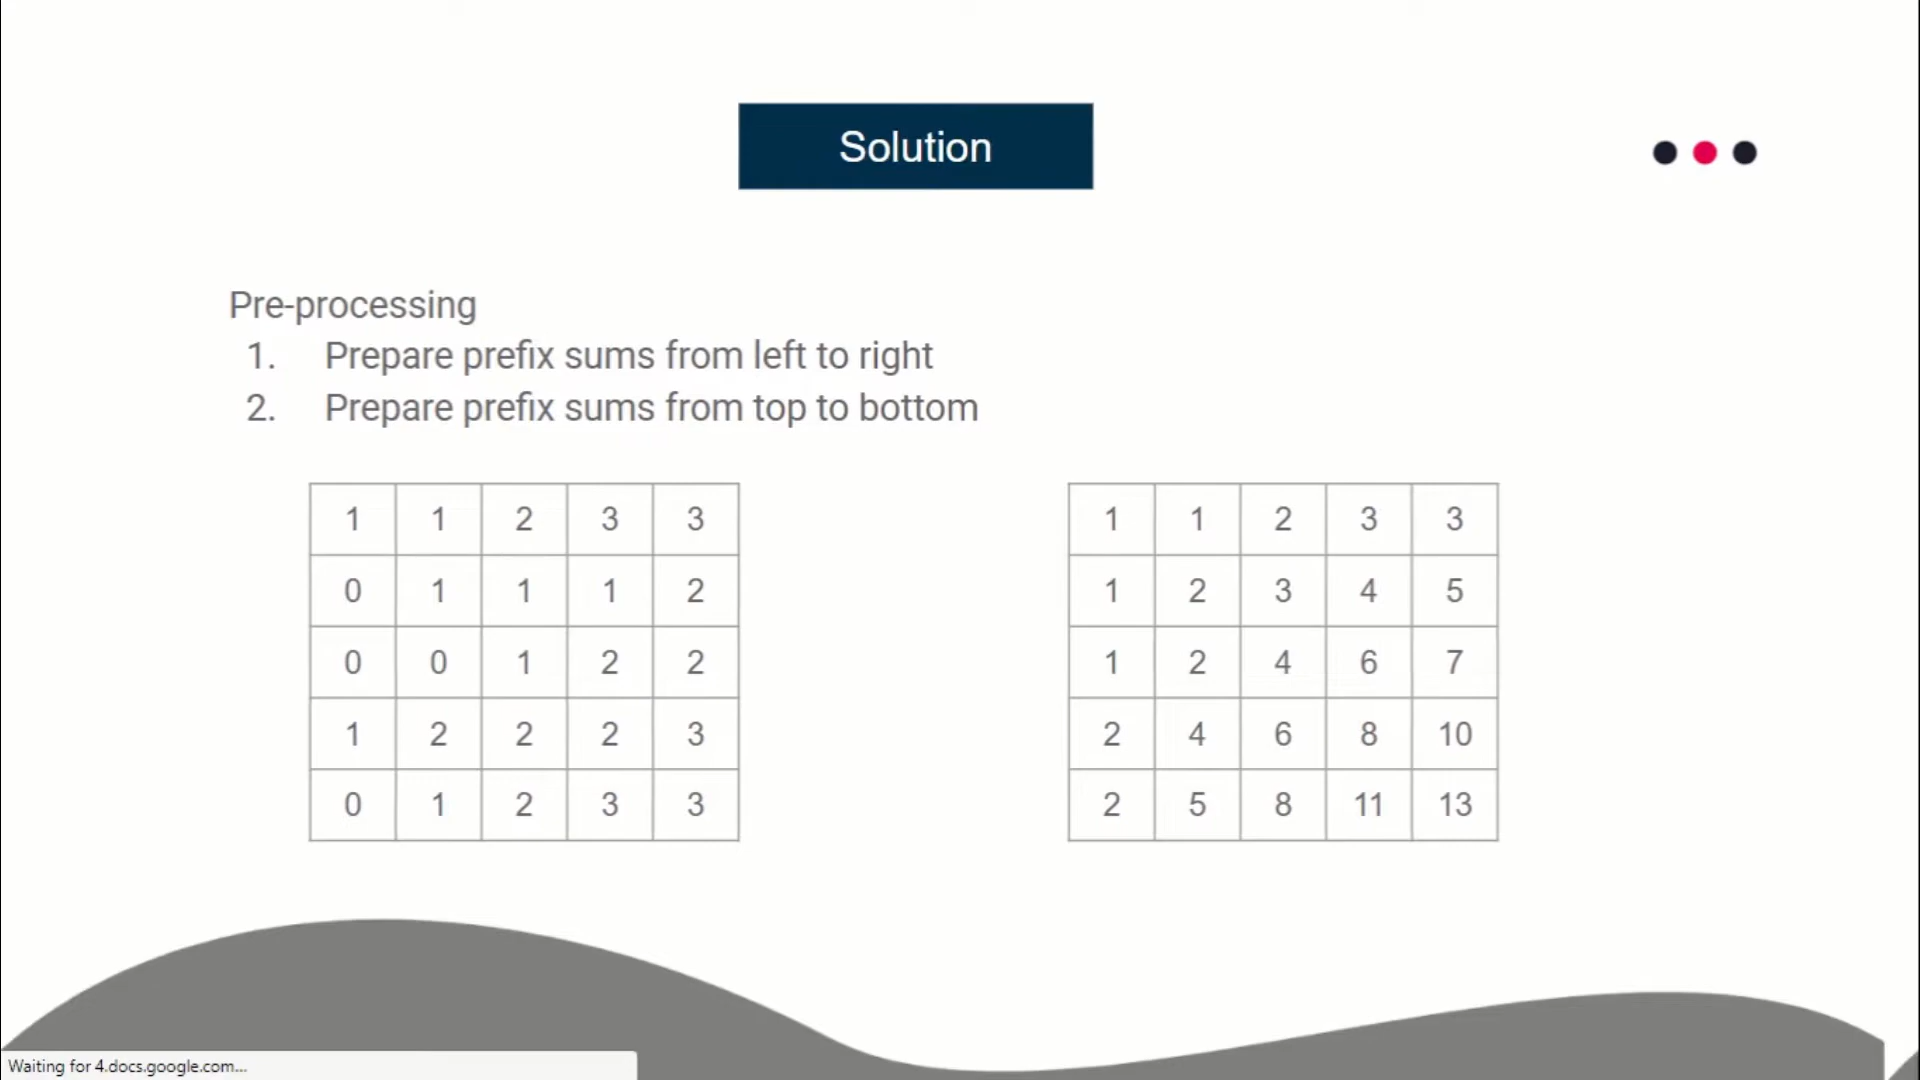 Solution
Pre-processing
1. Prepare prefix sums from left to right
2. Prepare prefix sums from top to bottom
1 1 2 3 3
0 1 1 1 2
0 0 1 2 2
1 2 2 2 3
0 1 2 3 3
1 1 2 3 3
1 2 3 4 5
1 2 4 6 7
2 4 6 8 10
2 5 8 11 13
Waiting for 4.docs.google.com...